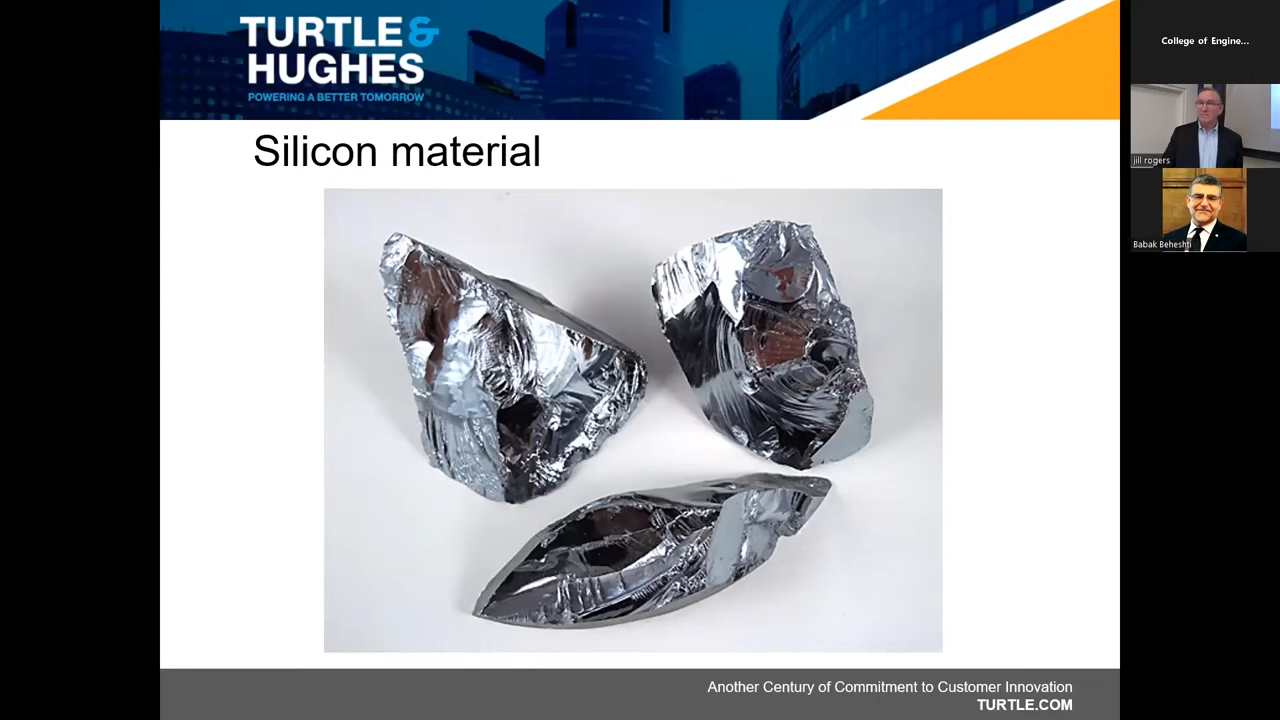 TURTLE &
HUGHES
POWERING A BETTER TOMORROW
Silicon material
Another Century of Commitment to Customer Innovation
TURTLE.COM
College of Engine...
jill rogers
Babak Beheshti